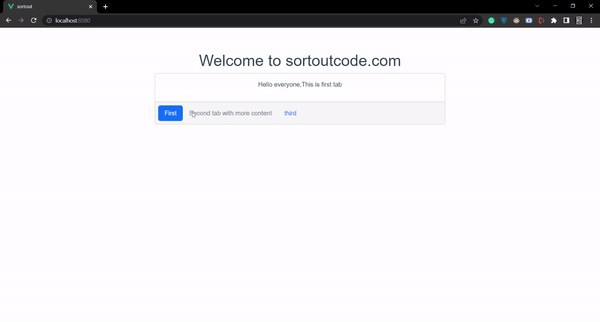 sortout
localhost:8080
Welcome to sortoutcode.com
Hello everyone,This is first tab
First
Second tab with more content
third